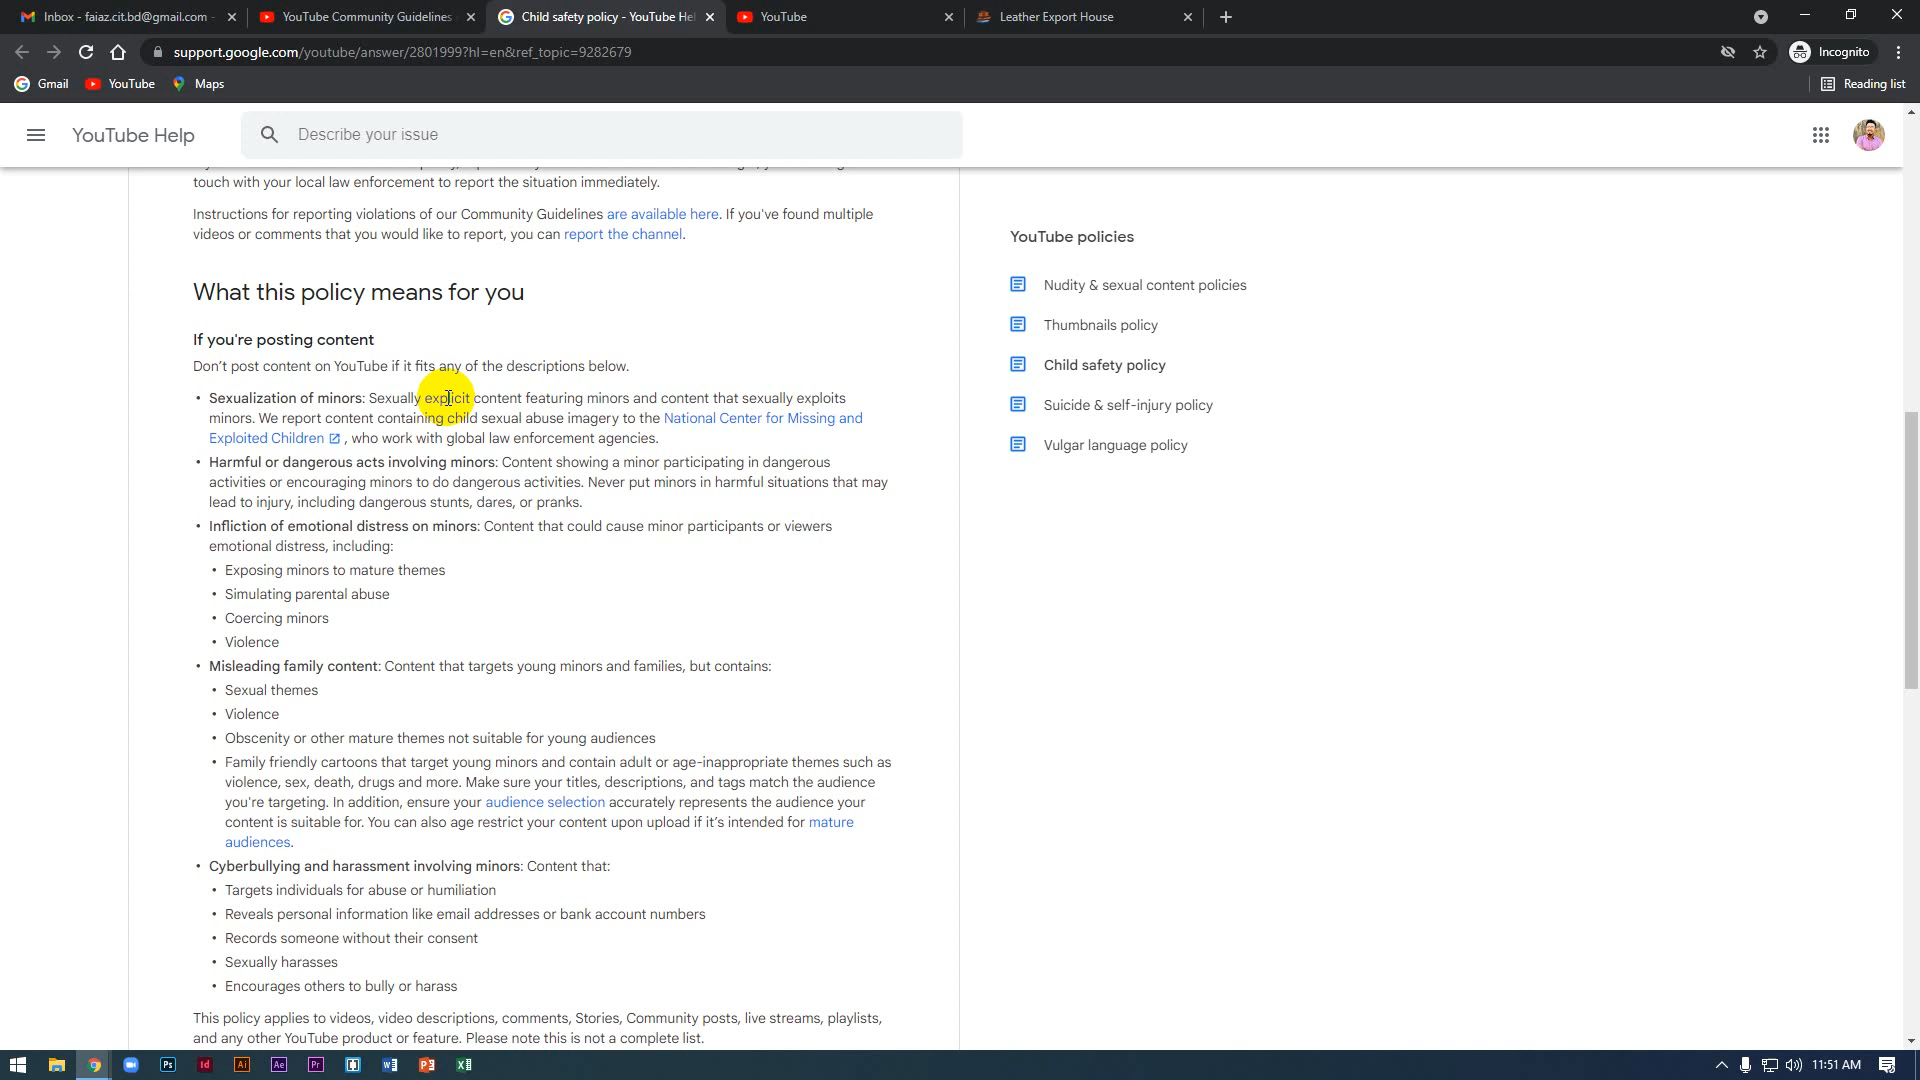 Inbox - faiaz.cit.bd@gmail.com -
YouTube Community Guidelines
Child safety policy - YouTube He
YouTube
Leather Export House
support.google.com/youtube/answer/2801999?hl=en&ref_topic=9282679
Incognito
Gmail
YouTube
Maps
Reading list
YouTube Help
Describe your issue
touch with your local law enforcement to report the situation immediately.
Instructions for reporting violations of our Community Guidelines are available here. If you've found multiple
videos or comments that you would like to report, you can report the channel.
What this policy means for you
If you're posting content
Don't post content on YouTube if it fits any of the descriptions below.
• Sexualization of minors: Sexually explicit content featuring minors and content that sexually exploits
minors. We report content containing child sexual abuse imagery to the National Center for Missing and
Exploited Children , who work with global law enforcement agencies.
• Harmful or dangerous acts involving minors: Content showing a minor participating in dangerous
activities or encouraging minors to do dangerous activities. Never put minors in harmful situations that may
lead to injury, including dangerous stunts, dares, or pranks.
• Infliction of emotional distress on minors: Content that could cause minor participants or viewers
emotional distress, including:
• Exposing minors to mature themes
• Simulating parental abuse
• Coercing minors
• Violence
• Misleading family content: Content that targets young minors and families, but contains:
• Sexual themes
• Violence
• Obscenity or other mature themes not suitable for young audiences
• Family friendly cartoons that target young minors and contain adult or age-inappropriate themes such as
violence, sex, death, drugs and more. Make sure your titles, descriptions, and tags match the audience
you're targeting. In addition, ensure your audience selection accurately represents the audience your
content is suitable for. You can also age restrict your content upon upload if it's intended for mature
audiences.
• Cyberbullying and harassment involving minors: Content that:
• Targets individuals for abuse or humiliation
• Reveals personal information like email addresses or bank account numbers
• Records someone without their consent
• Sexually harasses
• Encourages others to bully or harass
This policy applies to videos, video descriptions, comments, Stories, Community posts, live streams, playlists,
and any other YouTube product or feature. Please note this is not a complete list.
YouTube policies
Nudity & sexual content policies
Thumbnails policy
Child safety policy
Suicide & self-injury policy
Vulgar language policy
Ps
Id
Ai
Ae
Pr
11:51 AM